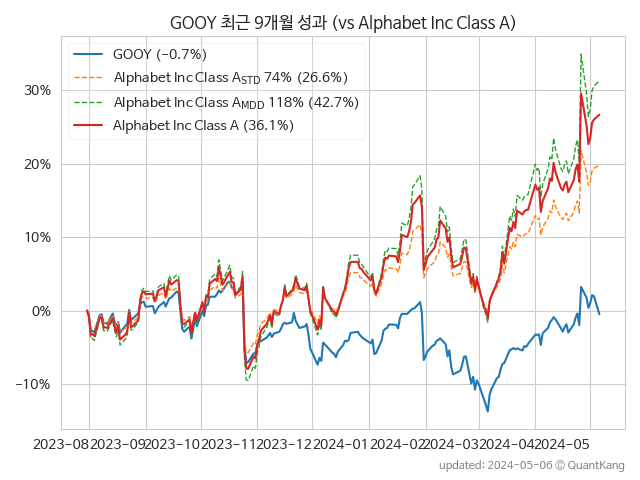 GOOY 최근 9개월 성과 (vs Alphabet Inc Class A)
GOOY (−0.7%)
Alphabet Inc Class ASTD 74% (26.6%)
Alphabet Inc Class AMDD 118% (42.7%)
Alphabet Inc Class A (36.1%)
30%
20%
10%
0%
−10%
2023-08 2023-09 2023-10 2023-11 2023-12 2024-01 2024-02 2024-03 2024-04 2024-05
updated: 2024-05-06 © QuantKang